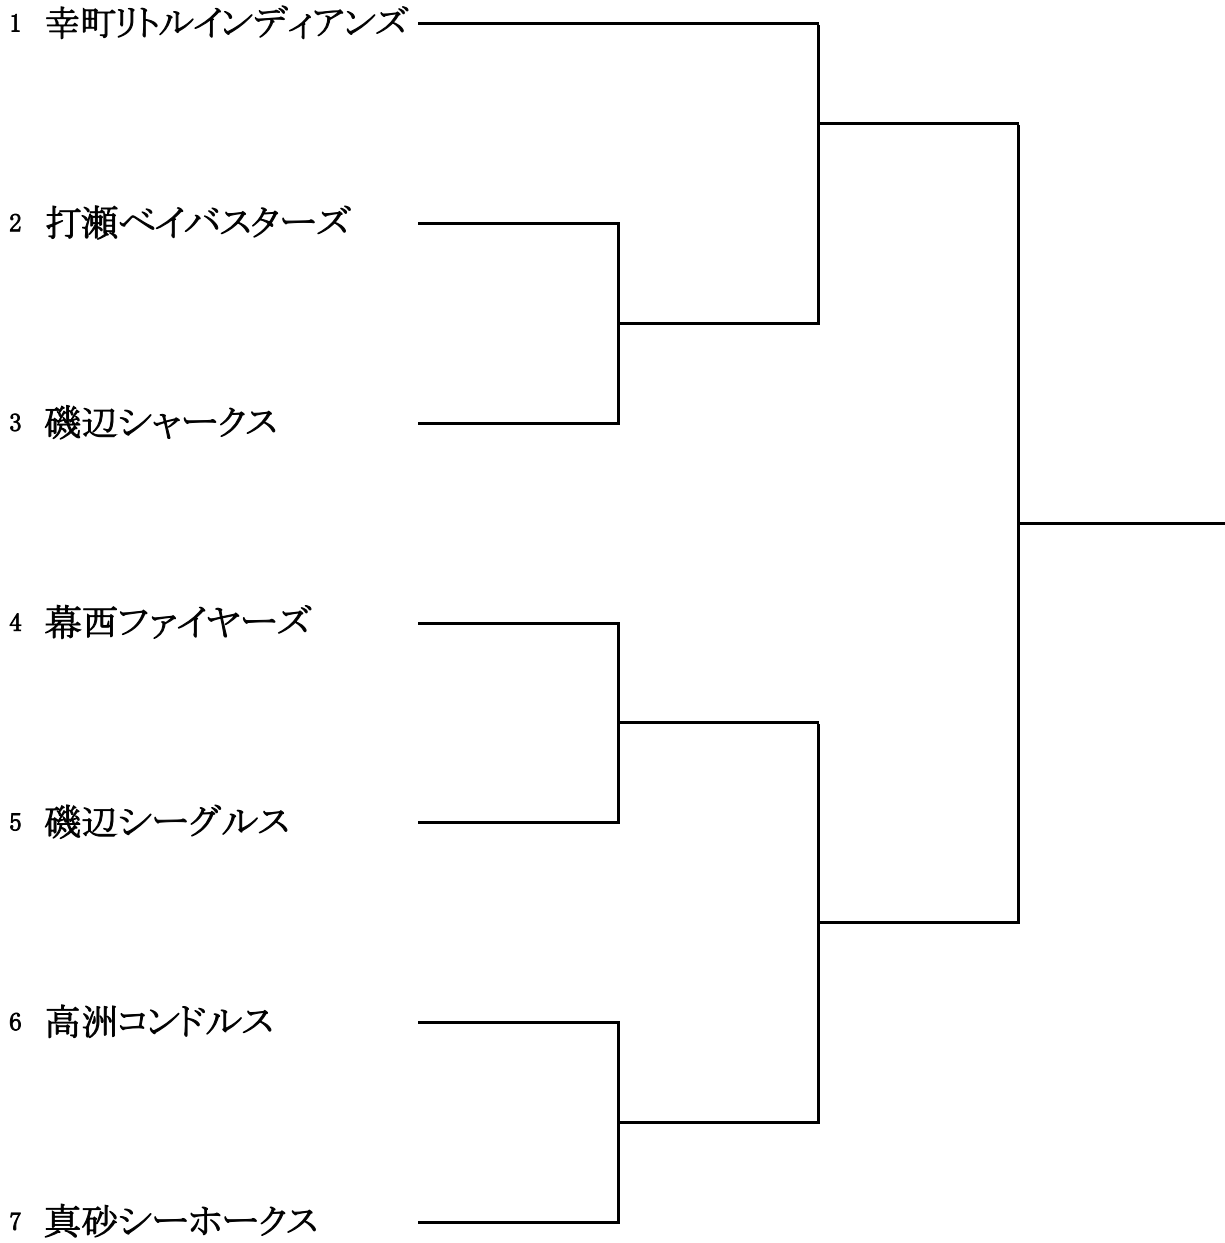 1 幸町リトルインディアンズ
2 打瀬ベイバスターズ
3 磯辺シャークス
4 幕西ファイヤーズ
5 磯辺シーグルス
6 高洲コンドルス
7 真砂シーホークス